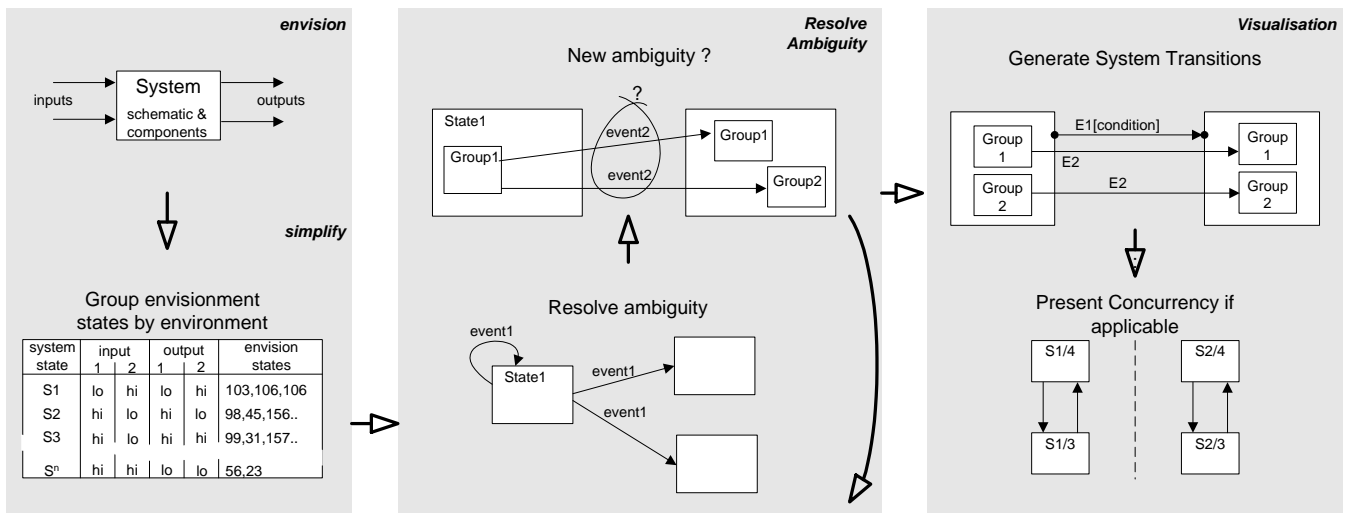 envision
System
schematic &
components
inputs
outputs
simplify
Group envisionment
states by environment
system state input 1 2 output 1 2 envision states
S1 lo hi lo hi 103,106,106
S2 hi lo hi lo 98,45,156..
S3 hi lo hi hi 99,31,157..
Sn hi hi lo lo 56,23
Resolve
Ambiguity
New ambiguity ?
?
State1
event2
Group1
Group1
event2
Group2
Resolve ambiguity
event1
State1
event1
event1
Visualisation
Generate System Transitions
E1[condition]
Group
1
Group
1
E2
E2
Group
2
Group
2
Present Concurrency if
applicable
S1/4
S2/4
S1/3
S2/3